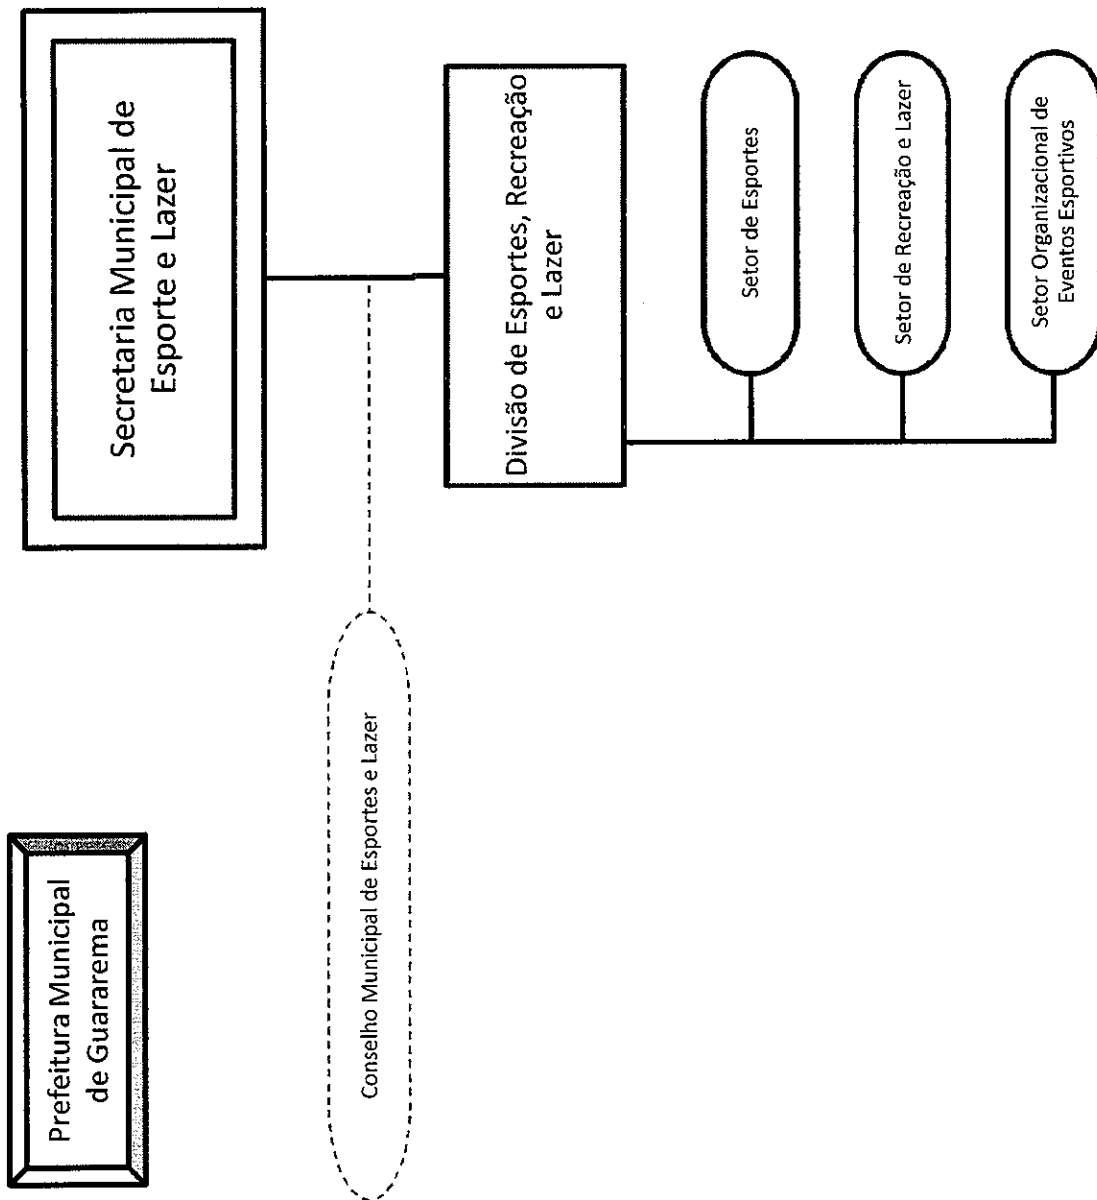 Prefeitura Municipal
de Guararema
Secretaria Municipal de
Esporte e Lazer
Conselho Municipal de Esportes e Lazer
Divisão de Esportes, Recreação
e Lazer
Setor de Esportes
Setor de Recreação e Lazer
Setor Organizacional de
Eventos Esportivos